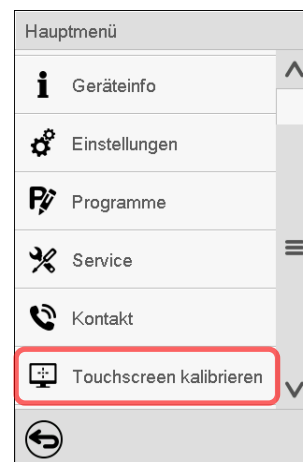 Hauptmenü
Geräteinfo
Einstellungen
Programme
Service
Kontakt
Touchscreen kalibrieren